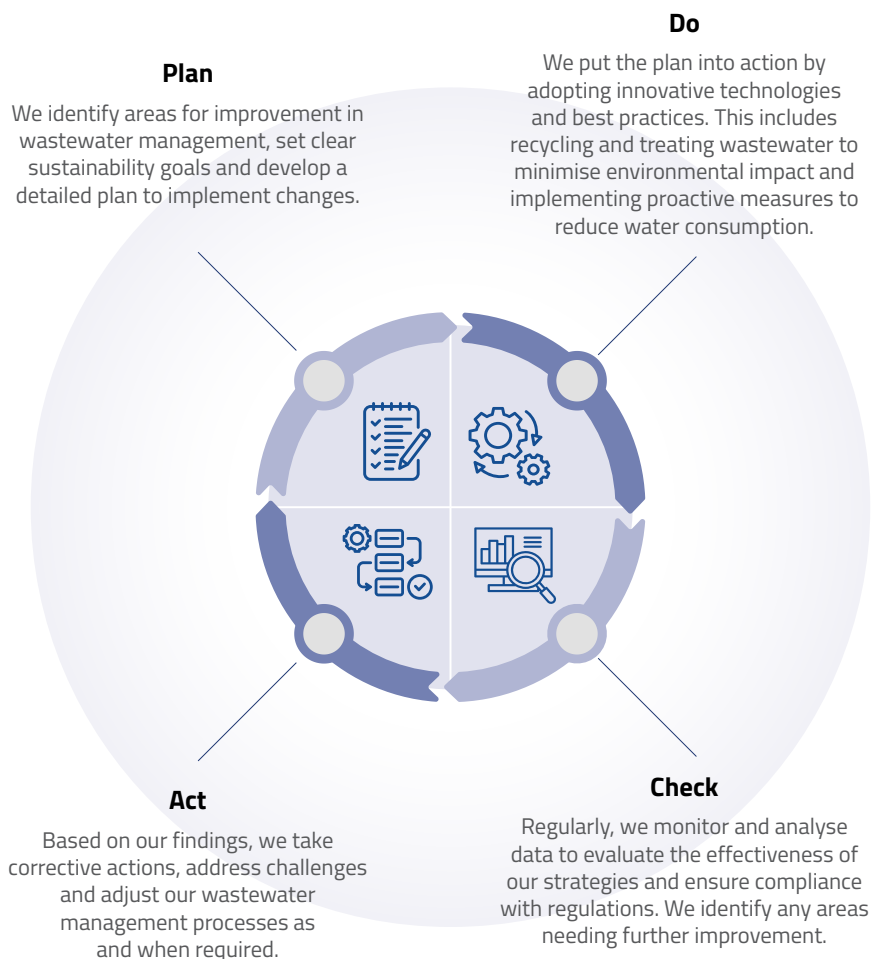 Plan
We identify areas for improvement in
wastewater management, set clear
sustainability goals and develop a
detailed plan to implement changes.
Do
We put the plan into action by
adopting innovative technologies
and best practices. This includes
recycling and treating wastewater to
minimise environmental impact and
implementing proactive measures to
reduce water consumption.
Act
Based on our findings, we take
corrective actions, address challenges
and adjust our wastewater
management processes as
and when required.
Check
Regularly, we monitor and analyse
data to evaluate the effectiveness of
our strategies and ensure compliance
with regulations. We identify any areas
needing further improvement.